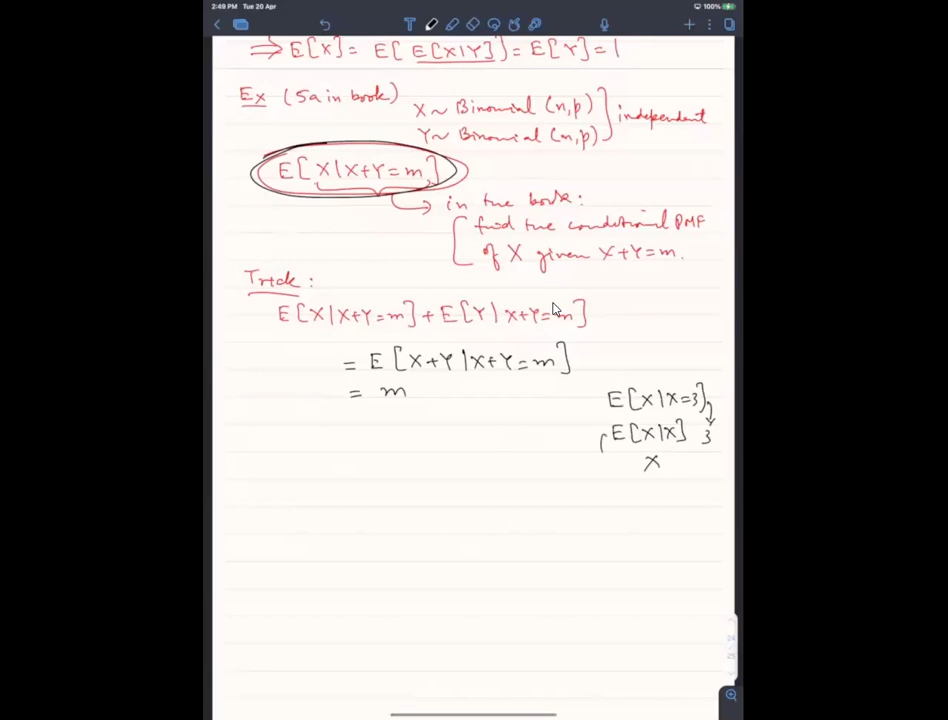 2:49 PM Tue 20 Apr
100%
⇒ E[X] = E[ E[X|Y] ] = E[Y] = 1
Ex (5a in book)
X ~ Binomial (n,p)
Y ~ Binomial (n,p)
independent
E[X|X+Y=m]
in the book:
find the conditional PMF
of X given X+Y=m.
Trick:
E[X|X+Y=m] + E[Y|X+Y=m]
= E[X+Y|X+Y=m]
= m
E[X|X=3]
E[X|X] 3
X